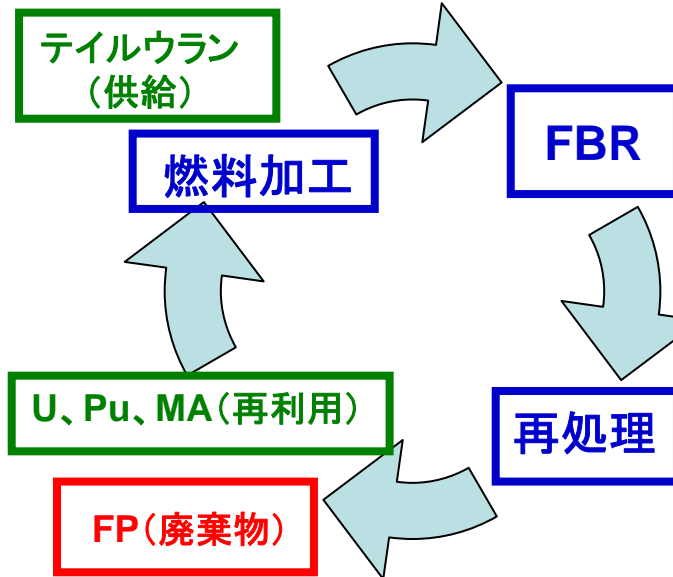 テイルウラン
（供給）
燃料加工
FBR
U、Pu、MA（再利用）
再処理
FP（廃棄物）